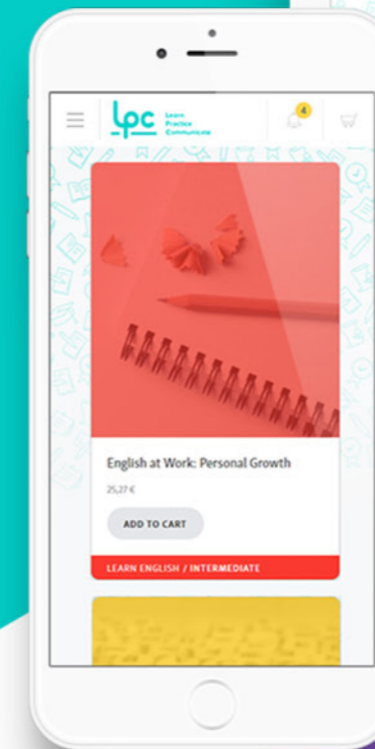 lpc
Learn
Practice
Communicate
4
English at Work: Personal Growth
25,27 €
ADD TO CART
LEARN ENGLISH / INTERMEDIATE